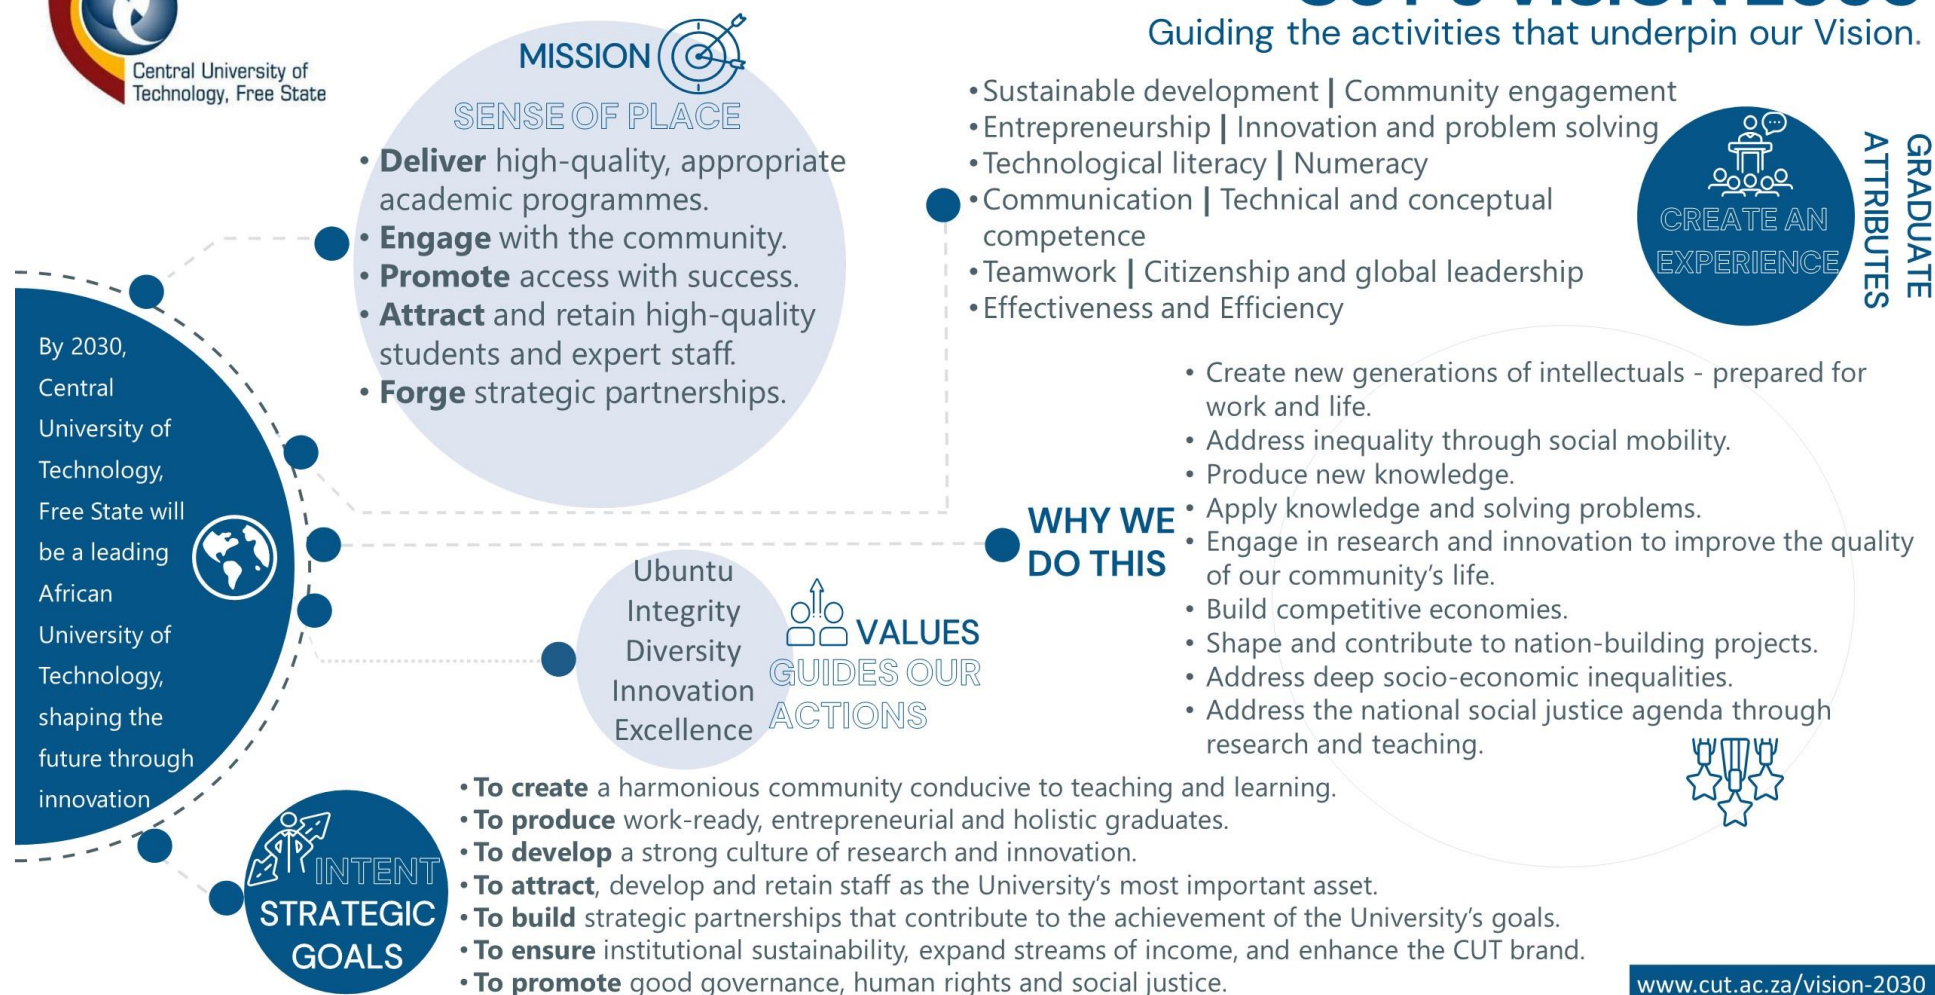 Central University of
Technology, Free State
MISSION
SENSE OF PLACE
• Deliver high-quality, appropriate
academic programmes.
• Engage with the community.
• Promote access with success.
• Attract and retain high-quality
students and expert staff.
• Forge strategic partnerships.
Guiding the activities that underpin our Vision.
• Sustainable development | Community engagement
• Entrepreneurship | Innovation and problem solving
• Technological literacy | Numeracy
• Communication | Technical and conceptual
competence
• Teamwork | Citizenship and global leadership
• Effectiveness and Efficiency
CREATE AN
EXPERIENCE
GRADUATE
ATTRIBUTES
By 2030,
Central
University of
Technology,
Free State will
be a leading
African
University of
Technology,
shaping the
future through
innovation
WHY WE
DO THIS
• Create new generations of intellectuals - prepared for
work and life.
• Address inequality through social mobility.
• Produce new knowledge.
• Apply knowledge and solving problems.
• Engage in research and innovation to improve the quality
of our community's life.
• Build competitive economies.
• Shape and contribute to nation-building projects.
• Address deep socio-economic inequalities.
• Address the national social justice agenda through
research and teaching.
Ubuntu
Integrity
Diversity
Innovation
Excellence
VALUES
GUIDES OUR
ACTIONS
INTENT
STRATEGIC
GOALS
• To create a harmonious community conducive to teaching and learning.
• To produce work-ready, entrepreneurial and holistic graduates.
• To develop a strong culture of research and innovation.
• To attract, develop and retain staff as the University's most important asset.
• To build strategic partnerships that contribute to the achievement of the University's goals.
• To ensure institutional sustainability, expand streams of income, and enhance the CUT brand.
• To promote good governance, human rights and social justice.
www.cut.ac.za/vision-2030